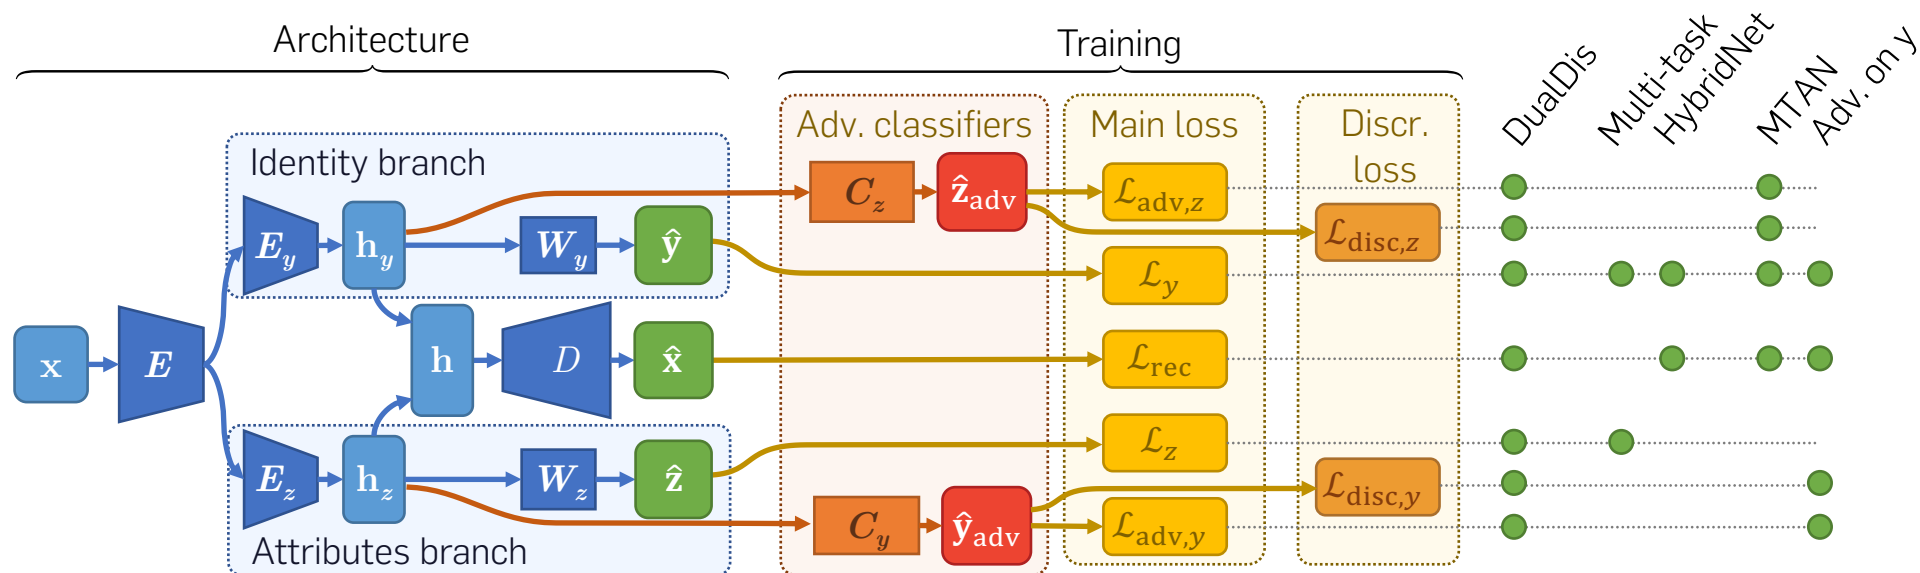 Architecture
Training
DualDis
Multi-task
HybridNet
MTAN
Adv. on y
Adv. classifiers
Main loss
Discr.
loss
Identity branch
C_z
ẑ_adv
ℒ_adv,z
ℒ_disc,z
E_y
h_y
W_y
ŷ
ℒ_y
x
E
h
D
x̂
ℒ_rec
E_z
h_z
W_z
ẑ
ℒ_z
ℒ_disc,y
C_y
ŷ_adv
ℒ_adv,y
Attributes branch